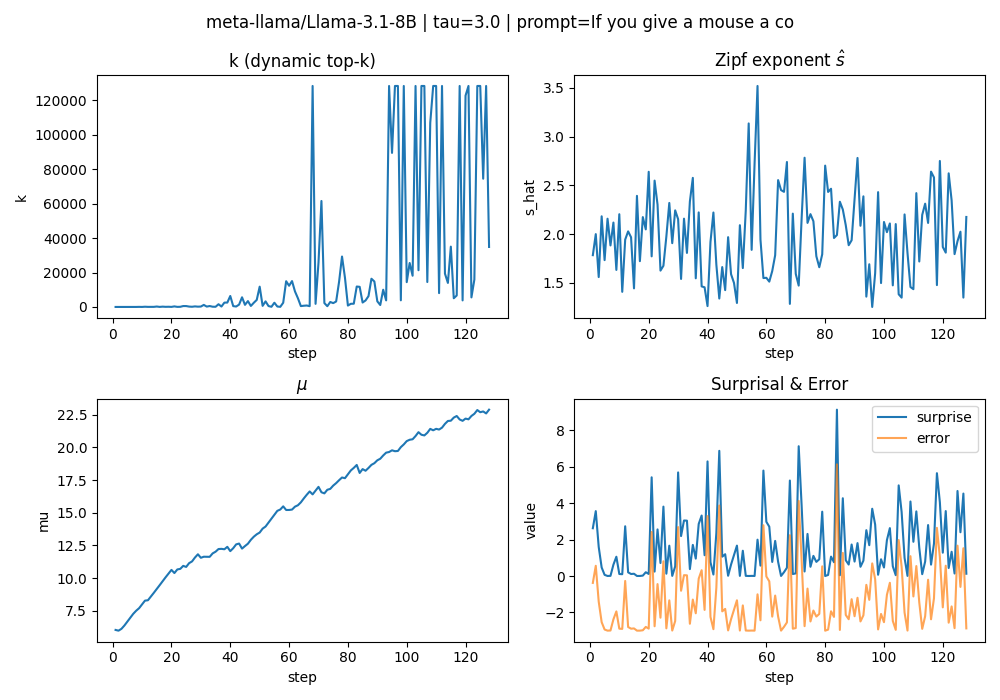 meta-llama/Llama-3.1-8B | tau=3.0 | prompt=If you give a mouse a co
k (dynamic top-k)
120000
100000
80000
60000
40000
20000
0
k
0 20 40 60 80 100 120
step
Zipf exponent ŝ
3.5
3.0
2.5
2.0
1.5
s_hat
0 20 40 60 80 100 120
step
μ
22.5
20.0
17.5
15.0
12.5
10.0
7.5
mu
0 20 40 60 80 100 120
step
Surprisal & Error
surprise
error
8
6
4
2
0
−2
value
0 20 40 60 80 100 120
step